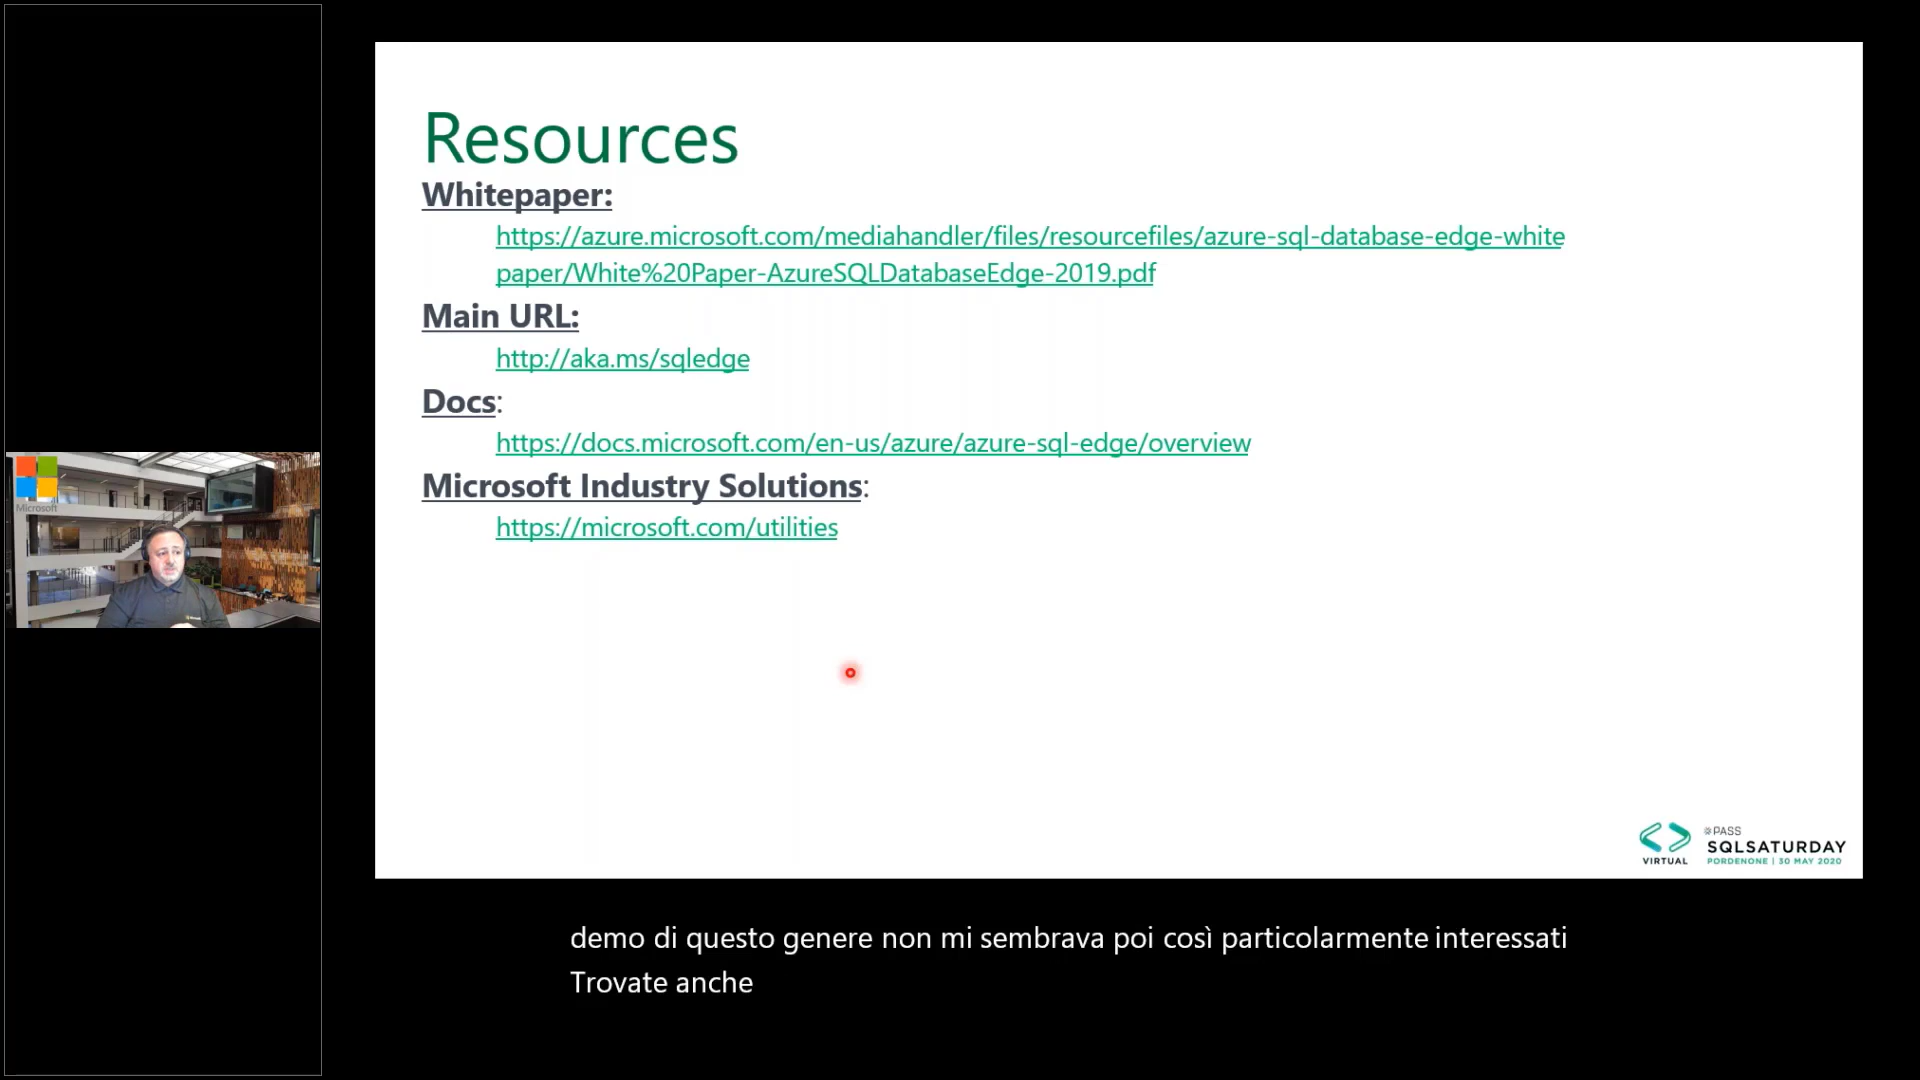 Resources
Whitepaper:
https://azure.microsoft.com/mediahandler/files/resourcefiles/azure-sql-database-edge-white
paper/White%20Paper-AzureSQLDatabaseEdge-2019.pdf
Main URL:
http://aka.ms/sqledge
Docs:
https://docs.microsoft.com/en-us/azure/azure-sql-edge/overview
Microsoft Industry Solutions:
https://microsoft.com/utilities
Microsoft
VIRTUAL
PASS
SQLSATURDAY
PORDENONE | 30 MAY 2020
demo di questo genere non mi sembrava poi così particolarmente interessati
Trovate anche